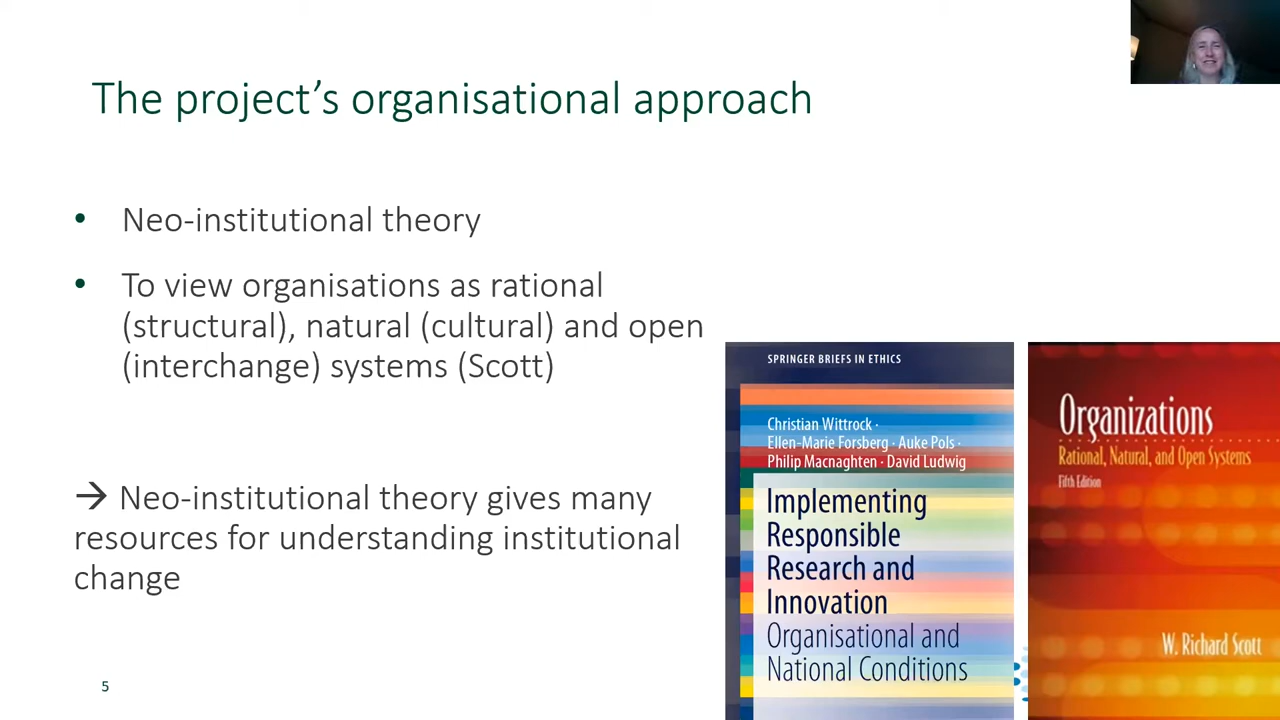 The project’s organisational approach
• Neo-institutional theory
• To view organisations as rational
(structural), natural (cultural) and open
(interchange) systems (Scott)
→ Neo-institutional theory gives many
resources for understanding institutional
change
5
SPRINGER BRIEFS IN ETHICS
Christian Wittrock ·
Ellen-Marie Forsberg · Auke Pols ·
Philip Macnaghten · David Ludwig
Implementing
Responsible
Research and
Innovation
Organisational and
National Conditions
Organizations
Rational, Natural, and Open Systems
Fifth Edition
W. Richard Scott